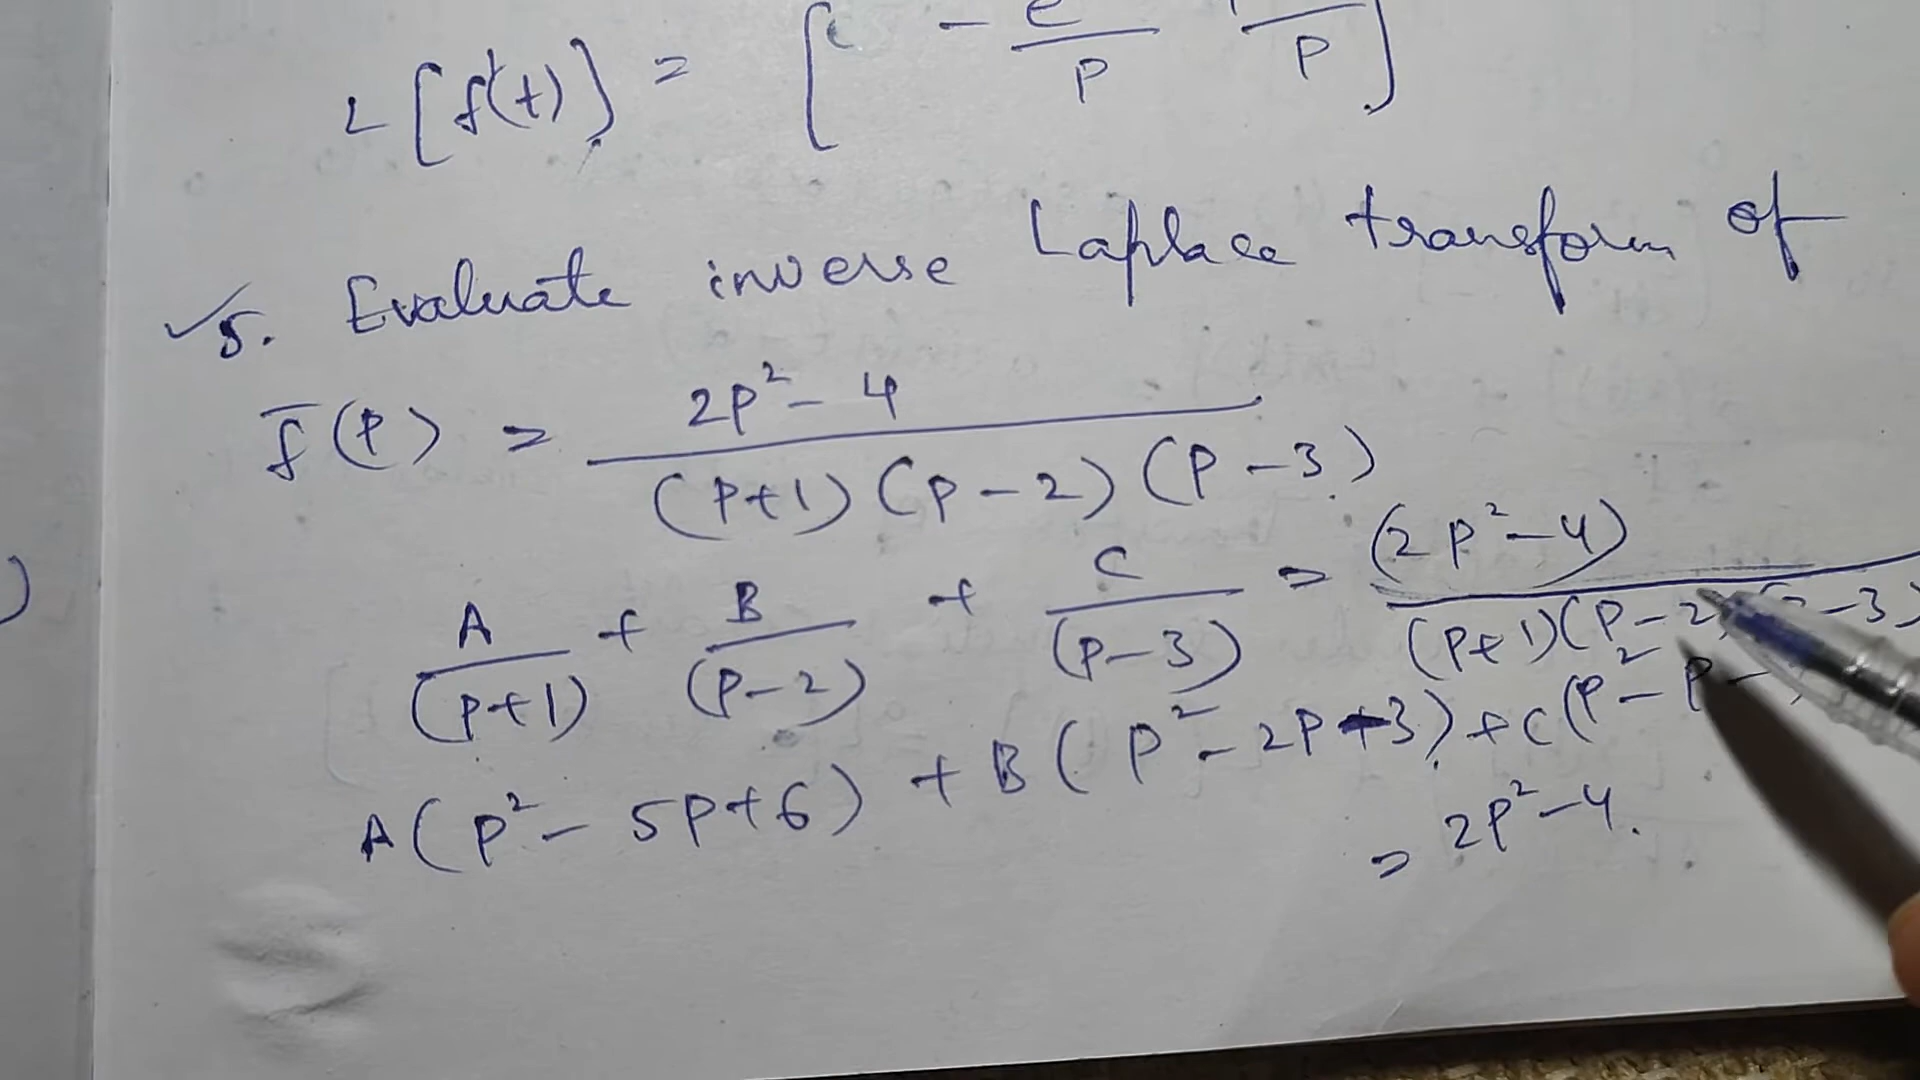 L[f(t)] = [ - e/p p]
5. Evaluate inverse Laplace transform of
f̄(p) = 2p² - 4 / (p+1)(p-2)(p-3)
A/(p+1) + B/(p-2) + C/(p-3) = (2p²-4) / (p+1)(p-2)(p-3)
A(p² - 5p+6) + B(p² - 2p-3) + C(p² - p -
= 2p²-4.